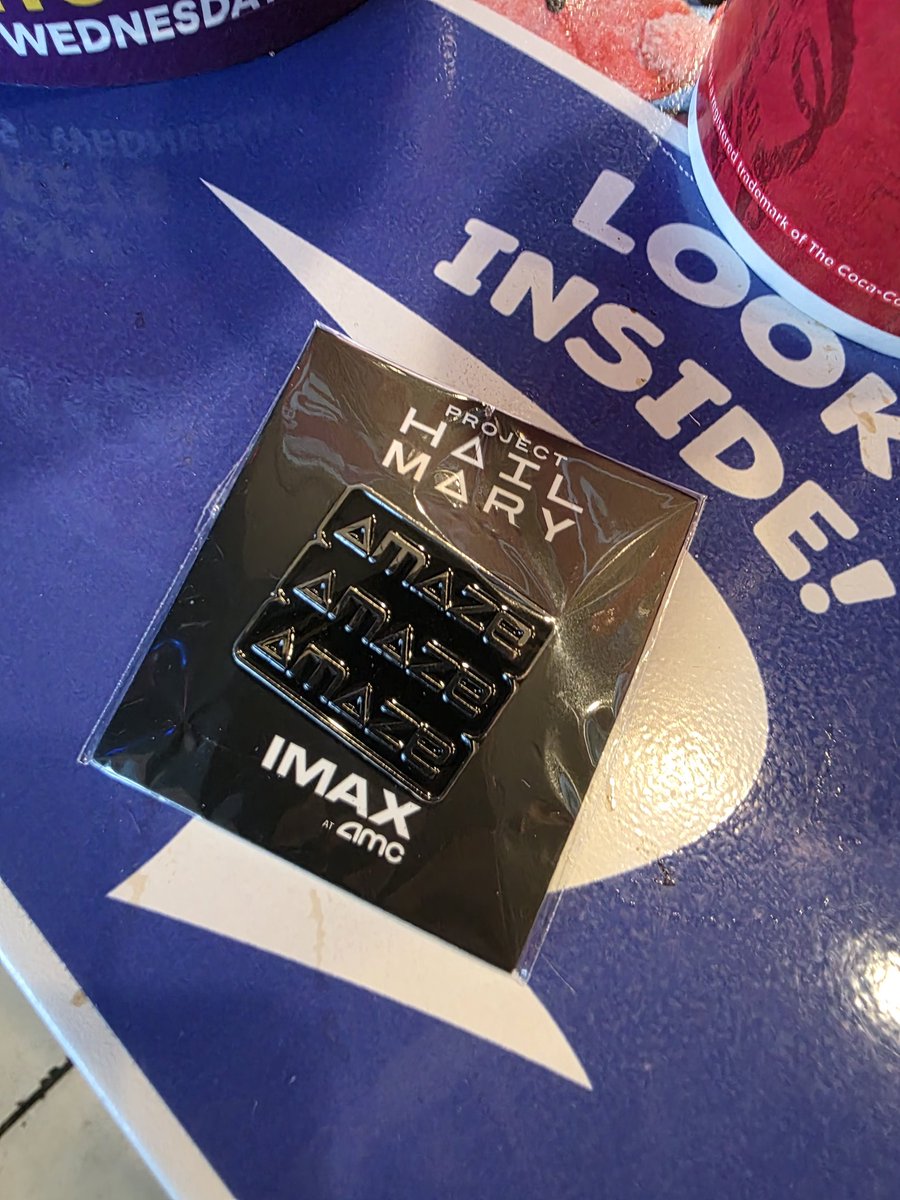 WEDNESDA
registered trademark of The Coca-Co
LOOK
INSIDE!
PROJECT
HAIL
MARY
AMAZE
AMAZE
AMAZE
IMAX
AT amc